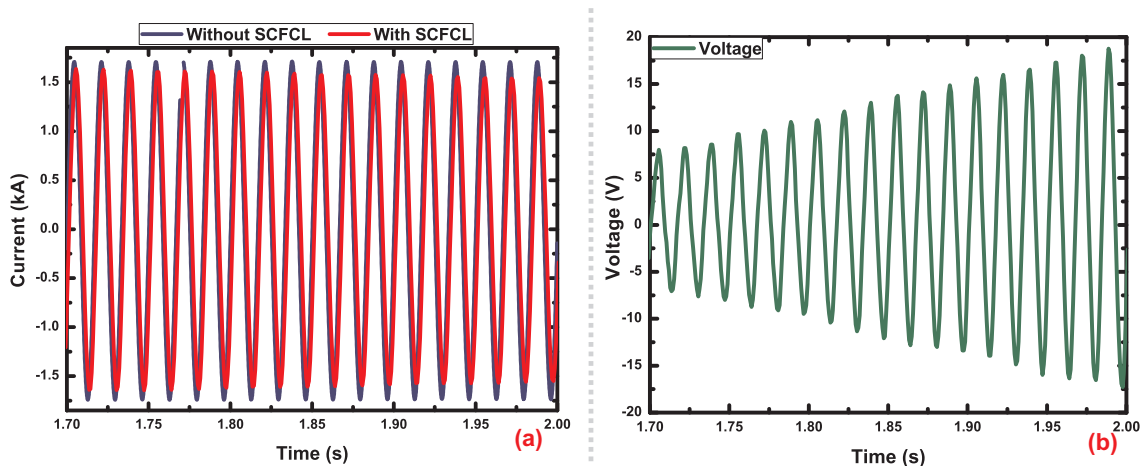 Without SCFCL With SCFCL
1.5
1.0
0.5
0.0
-0.5
-1.0
-1.5
Current (kA)
1.70 1.75 1.80 1.85 1.90 1.95 2.00
Time (s)
(a)
Voltage
20
15
10
5
0
-5
-10
-15
-20
Voltage (V)
1.70 1.75 1.80 1.85 1.90 1.95 2.00
Time (s)
(b)